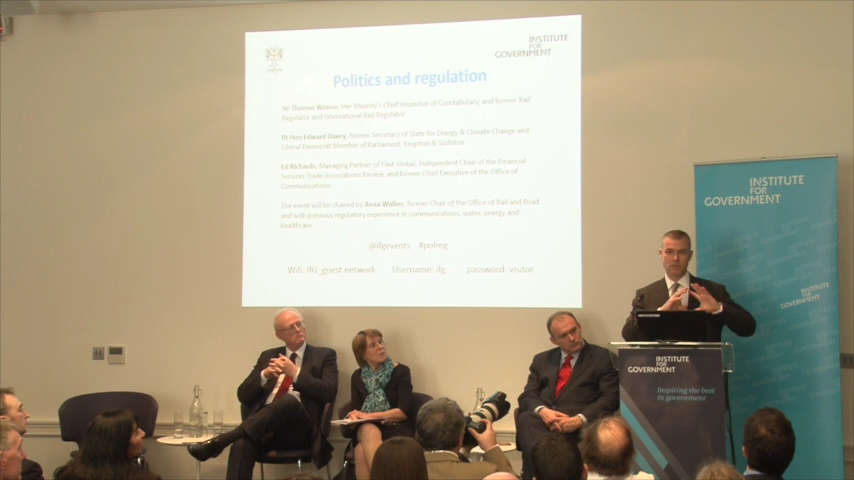 INSTITUTE
FOR
GOVERNMENT
Politics and regulation
Sir Thomas Winsor, Her Majesty's Chief Inspector of Constabulary, and former Rail
Regulator and International Rail Regulator
Rt Hon Edward Davey, former Secretary of State for Energy & Climate Change and
Liberal Democrat Member of Parliament, Kingston & Surbiton
Ed Richards, Managing Partner of Flint Global, Independent Chair of the Financial
Services Trade Associations Review, and former Chief Executive of the Office of
Communications.
The event will be chaired by Anna Walker, former Chair of the Office of Rail and Road
and with previous regulatory experience in communications, water, energy and
healthcare.
@ifgevents #polreg
Wifi: IfG_guest network Username: ifg password: visitor
INSTITUTE
FOR
GOVERNMENT
INSTITUTE
FOR
GOVERNMENT
INSTITUTE
FOR
GOVERNMENT
Inspiring the best
in government